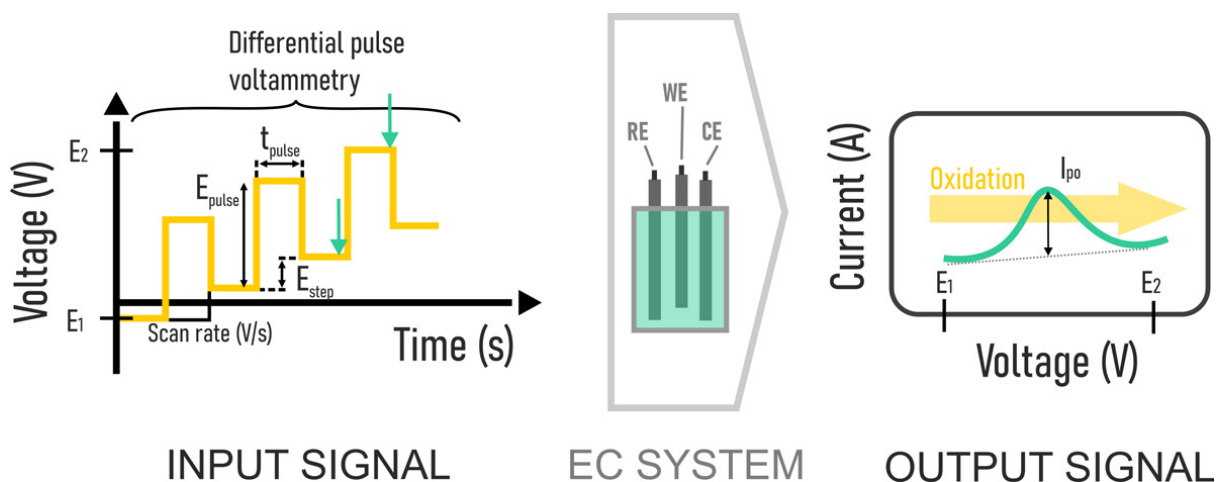 Differential pulse
voltammetry
Voltage (V)
E2
E1
tpulse
Epulse
Estep
Scan rate (V/s)
Time (s)
INPUT SIGNAL
WE
RE
CE
EC SYSTEM
Current (A)
Oxidation
Ipo
E1
E2
Voltage (V)
OUTPUT SIGNAL